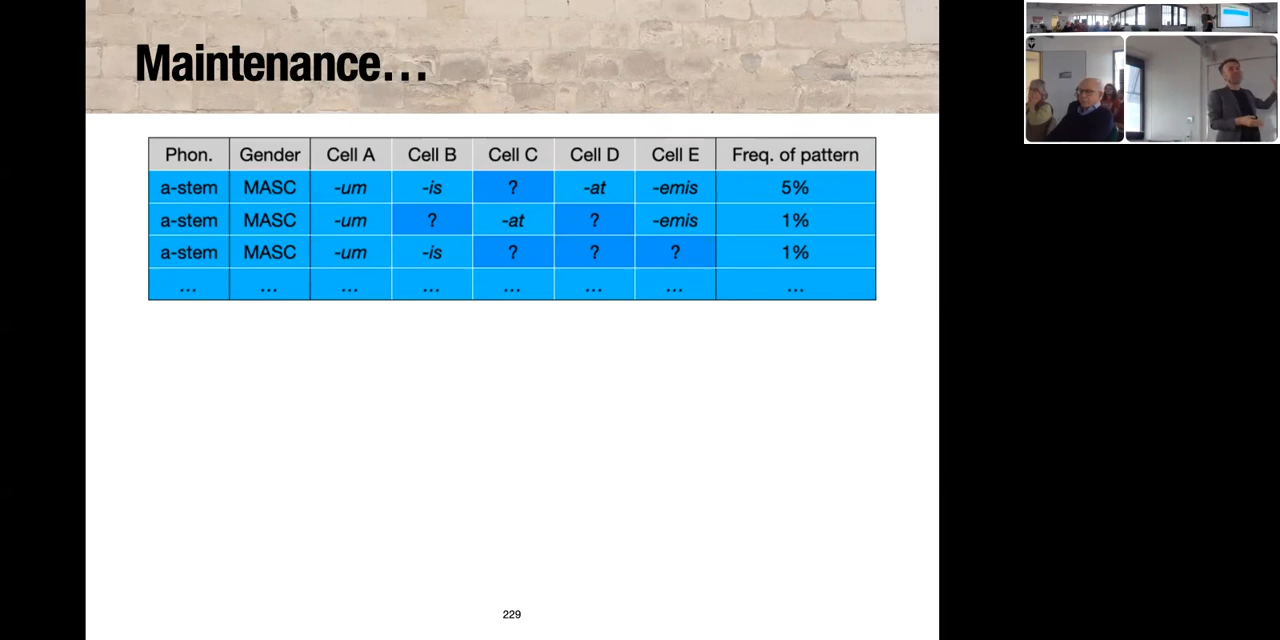 Maintenance…
Phon. Gender Cell A Cell B Cell C Cell D Cell E Freq. of pattern
a-stem MASC -um -is ? -at -emis 5%
a-stem MASC -um ? -at ? -emis 1%
a-stem MASC -um -is ? ? ? 1%
… … … … … … … …
229